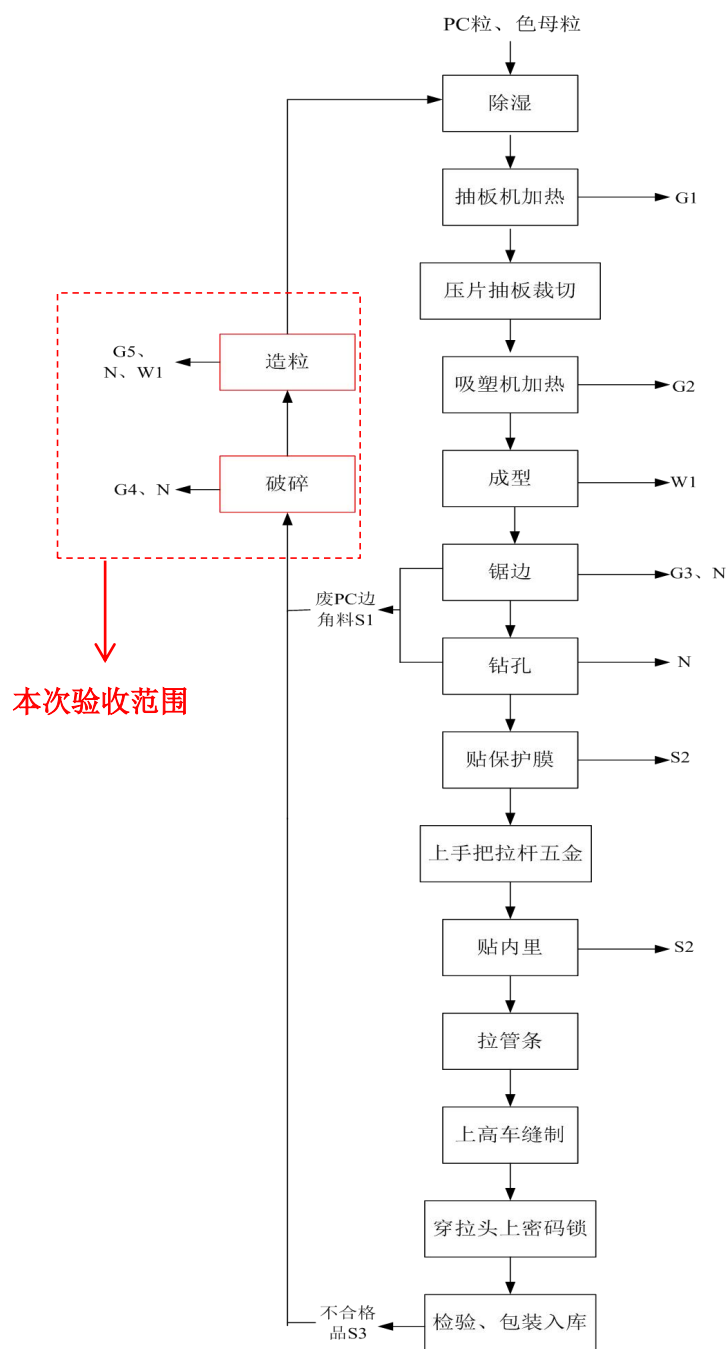 PC粒、色母粒
除湿
抽板机加热
G1
压片抽板裁切
G5、
N、W1
造粒
吸塑机加热
G2
G4、N
破碎
成型
W1
锯边
G3、N
废PC边
角料S1
钻孔
N
本次验收范围
贴保护膜
S2
上手把拉杆五金
贴内里
S2
拉管条
上高车缝制
穿拉头上密码锁
不合格
品S3
检验、包装入库